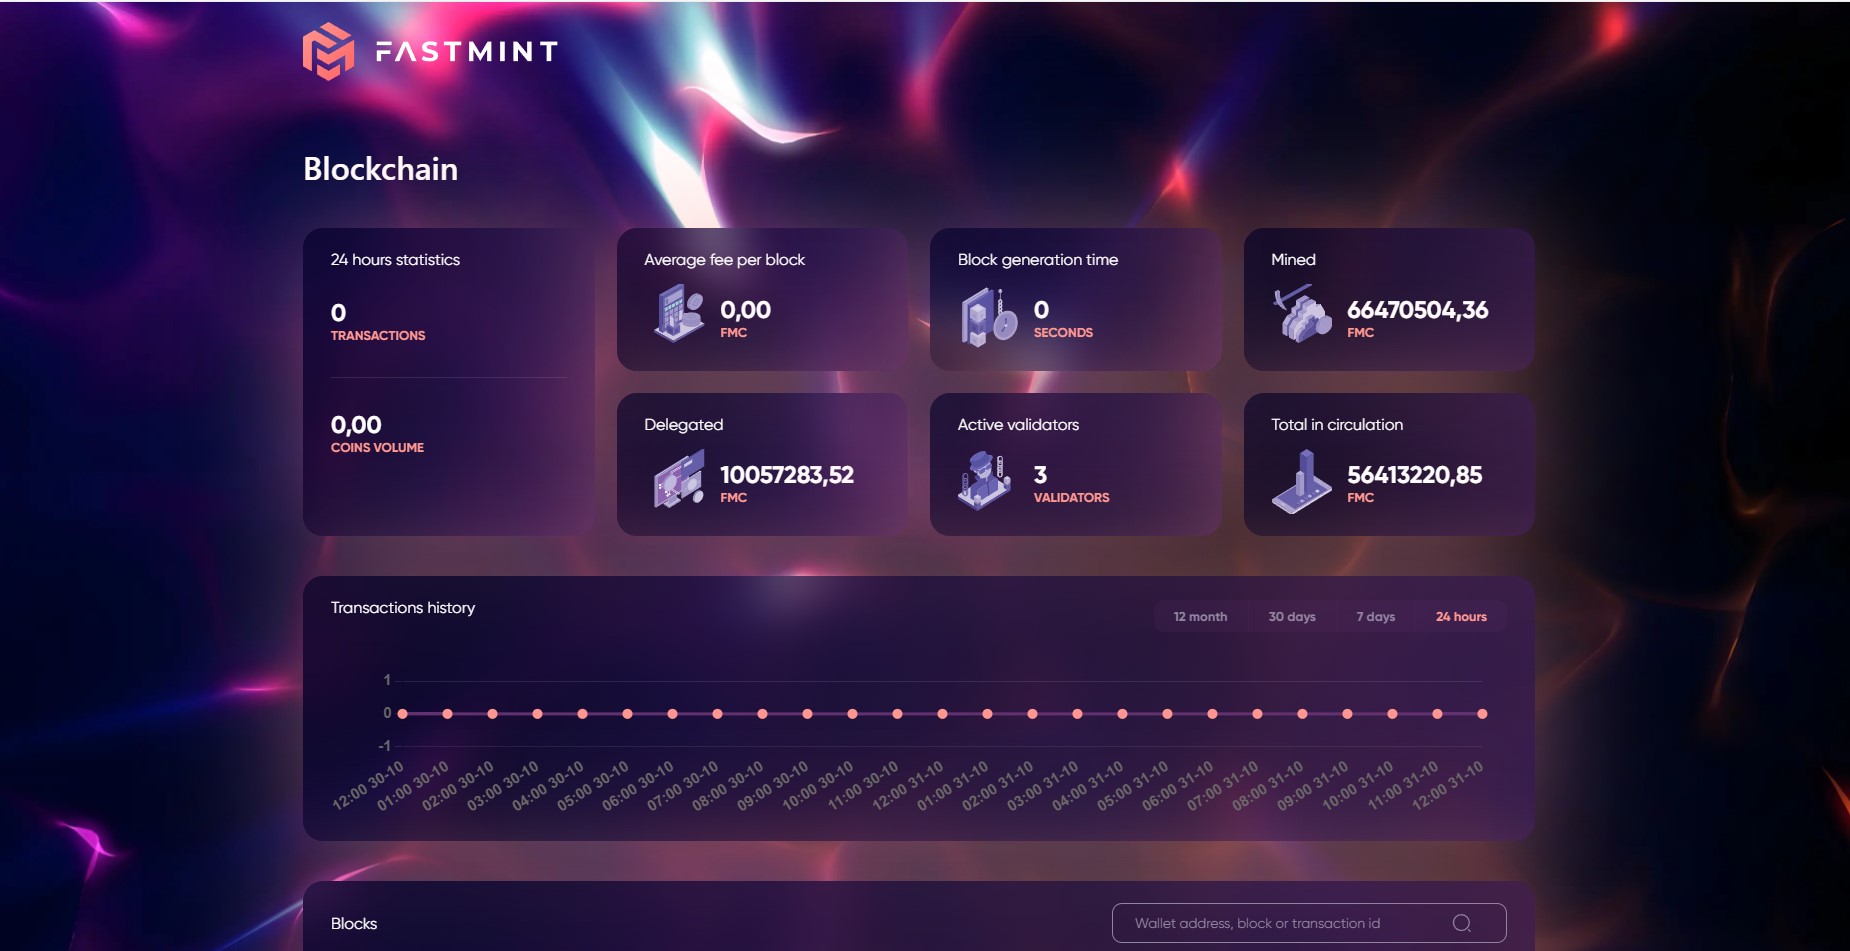 FASTMINT
Blockchain
24 hours statistics
0
TRANSACTIONS
0,00
COINS VOLUME
Average fee per block
0,00
FMC
Block generation time
0
SECONDS
Mined
66470504,36
FMC
Delegated
10057283,52
FMC
Active validators
3
VALIDATORS
Total in circulation
56413220,85
FMC
Transactions history
12 month
30 days
7 days
24 hours
1
0
-1
12:00 30-10
01:00 30-10
02:00 30-10
03:00 30-10
04:00 30-10
05:00 30-10
06:00 30-10
07:00 30-10
08:00 30-10
09:00 30-10
10:00 30-10
11:00 30-10
12:00 31-10
01:00 31-10
02:00 31-10
03:00 31-10
04:00 31-10
05:00 31-10
06:00 31-10
07:00 31-10
08:00 31-10
09:00 31-10
10:00 31-10
11:00 31-10
12:00 31-10
Blocks
Wallet address, block or transaction id